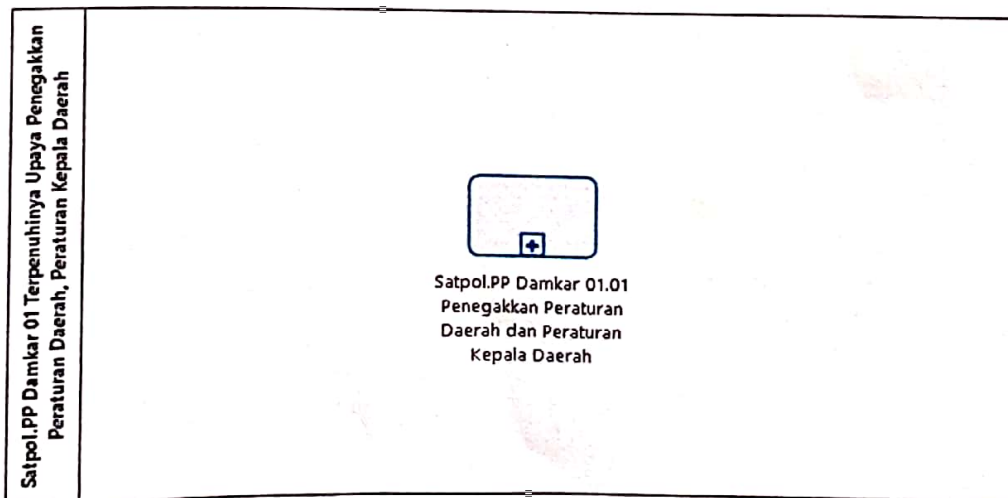 Satpol.PP Damkar 01 Terpenuhinya Upaya Penegakkan
Peraturan Daerah, Peraturan Kepala Daerah
Satpol.PP Damkar 01.01
Penegakkan Peraturan
Daerah dan Peraturan
Kepala Daerah